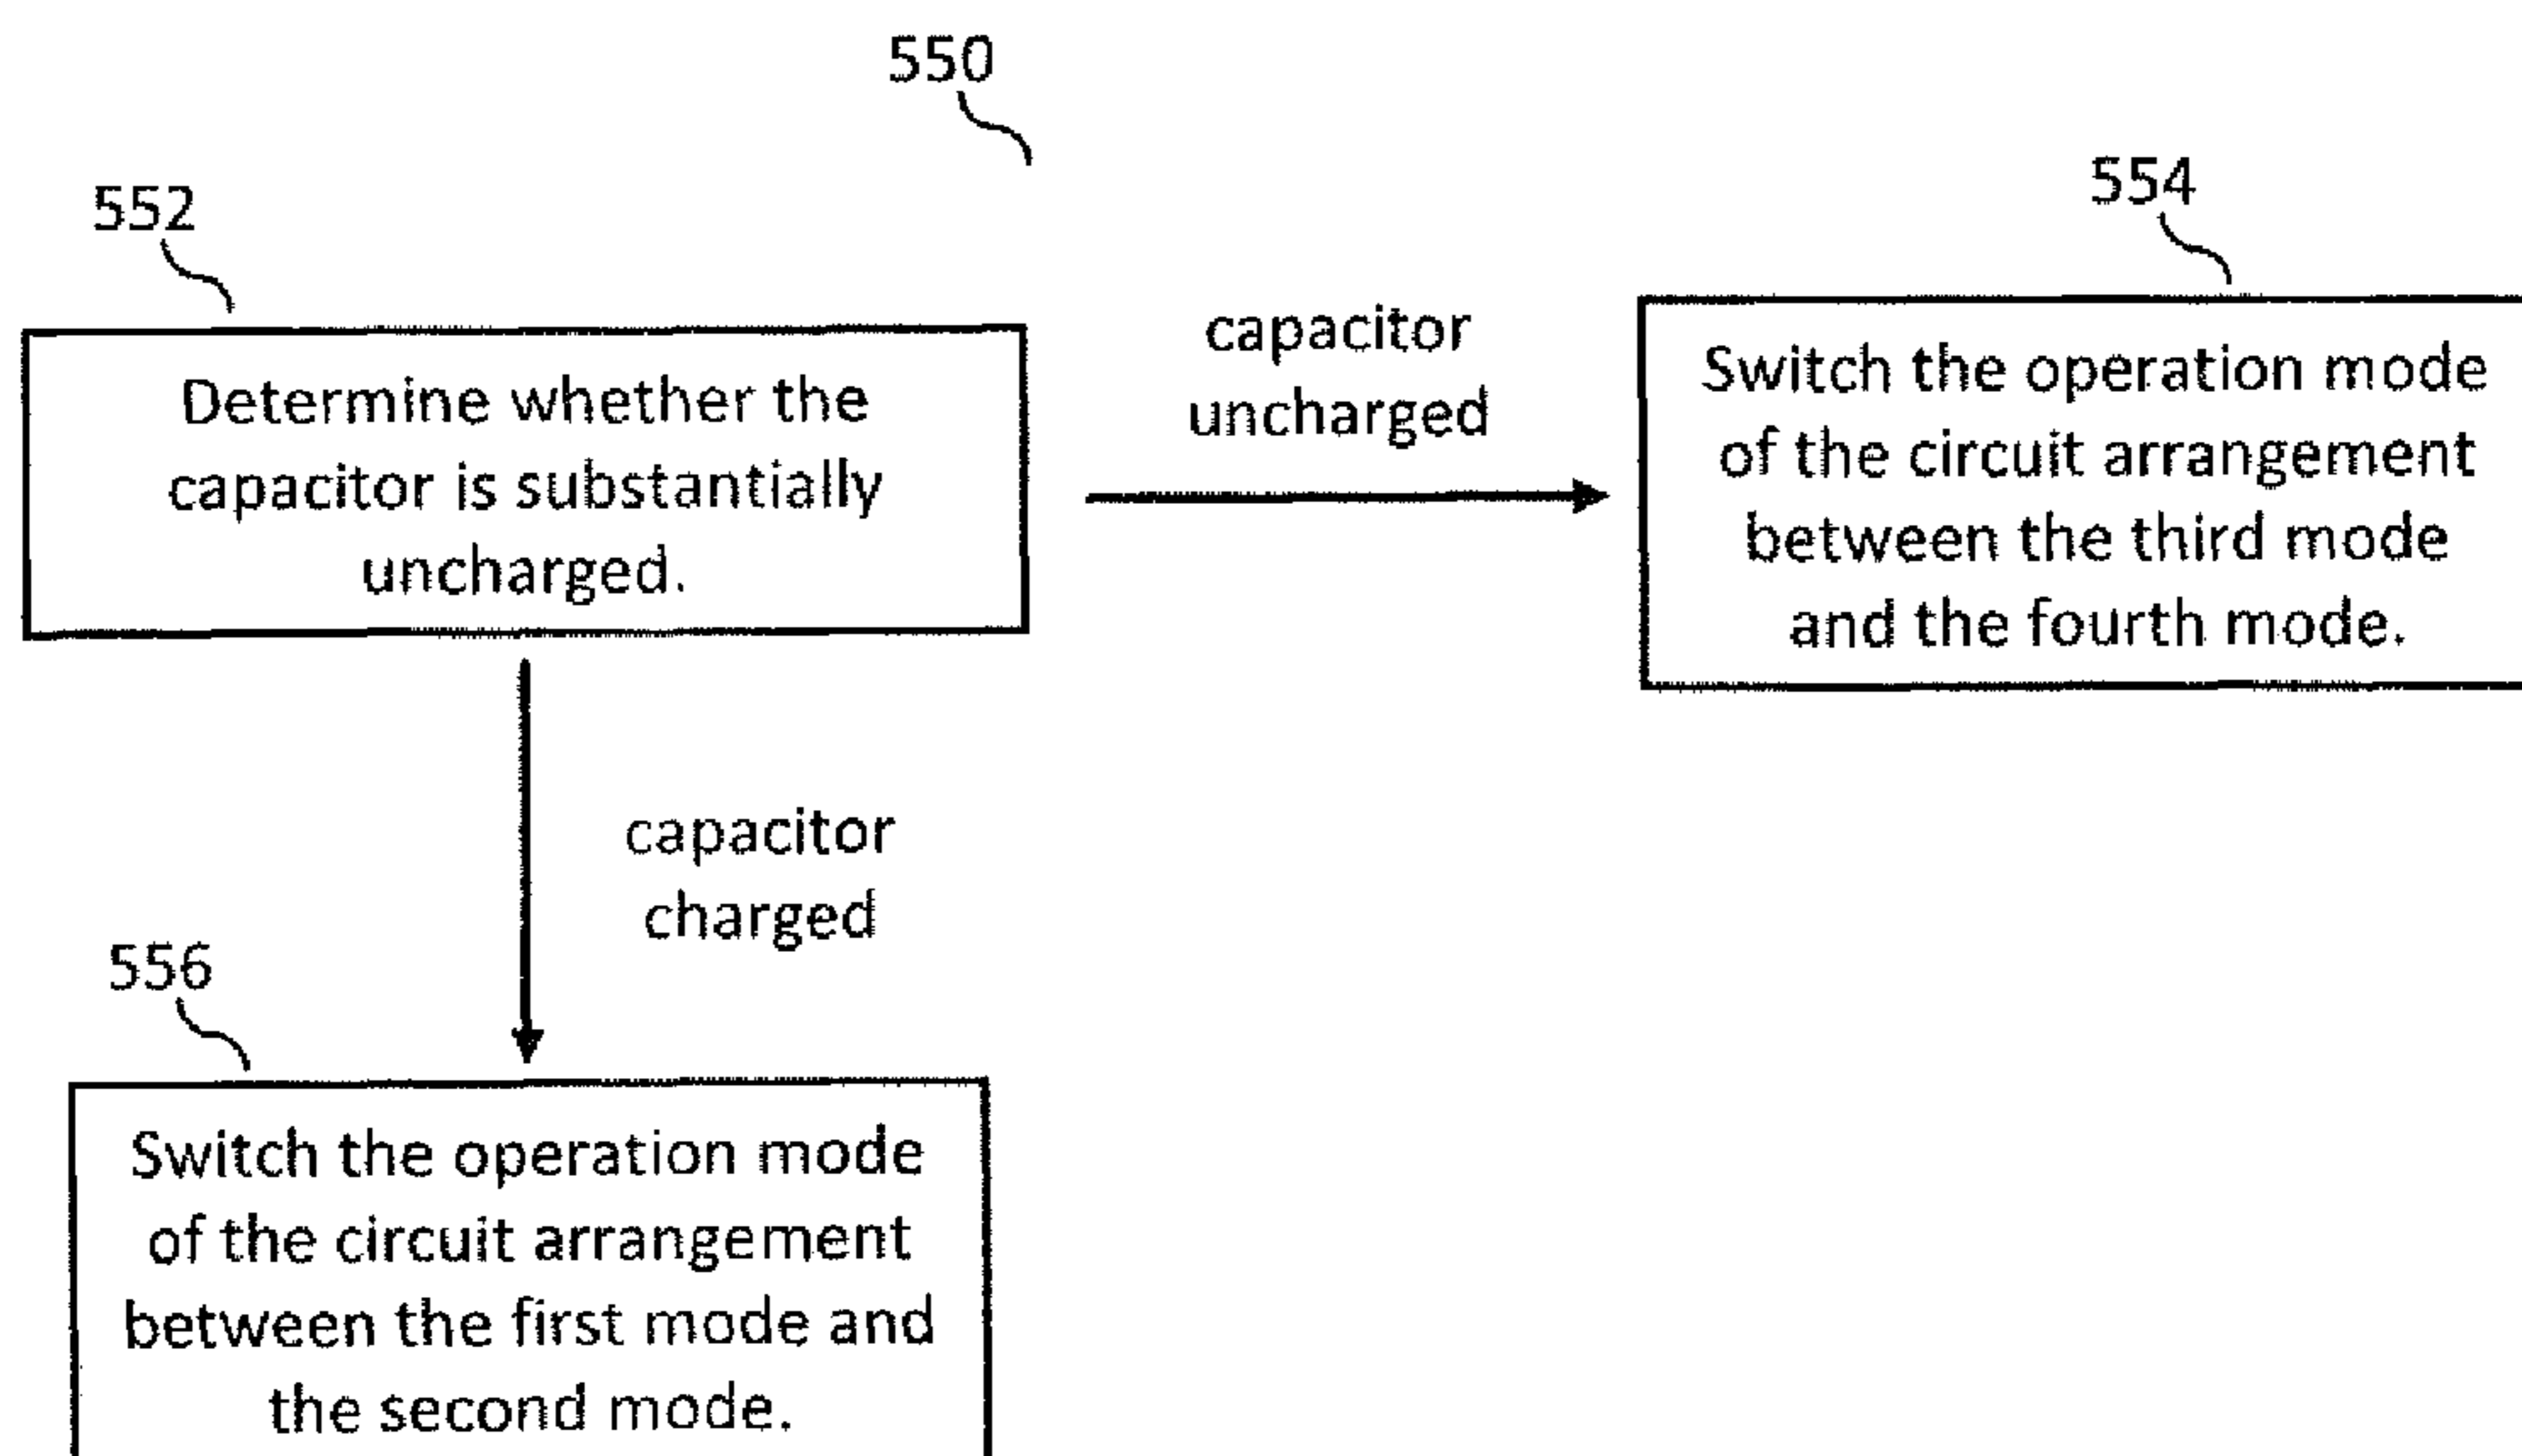 550
552
Determine whether the
capacitor is substantially
uncharged.
capacitor
uncharged
554
Switch the operation mode
of the circuit arrangement
between the third mode
and the fourth mode.
capacitor
charged
556
Switch the operation mode
of the circuit arrangement
between the first mode and
the second mode.